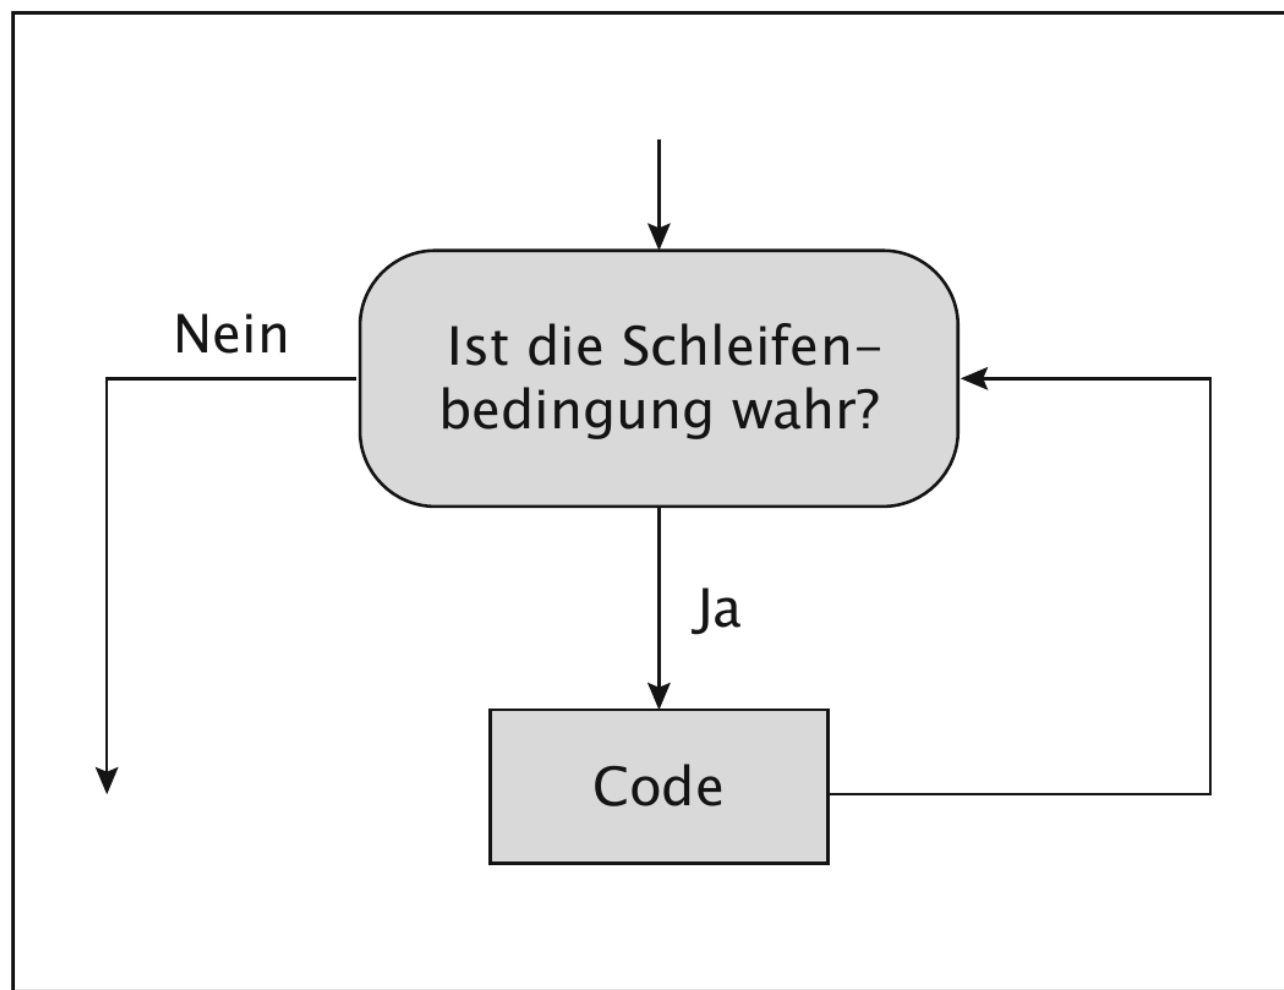 Nein
Ist die Schleifen–
bedingung wahr?
Ja
Code